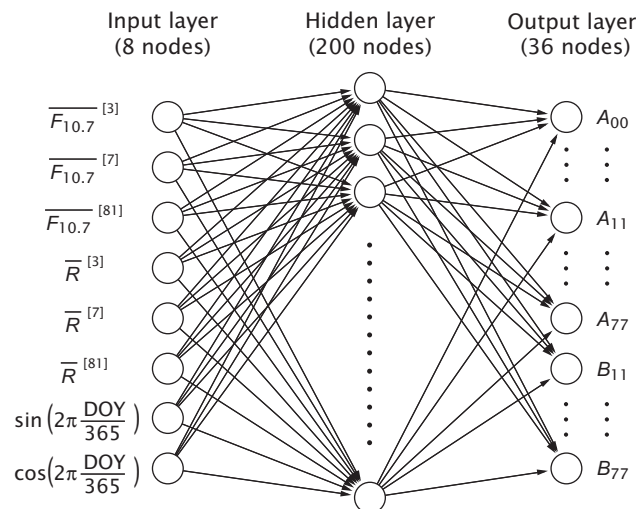 Input layer
(8 nodes)
Hidden layer
(200 nodes)
Output layer
(36 nodes)
F10.7 [3]
F10.7 [7]
F10.7 [81]
R [3]
R [7]
R [81]
sin(2π DOY/365)
cos(2π DOY/365)
A00
A11
A77
B11
B77